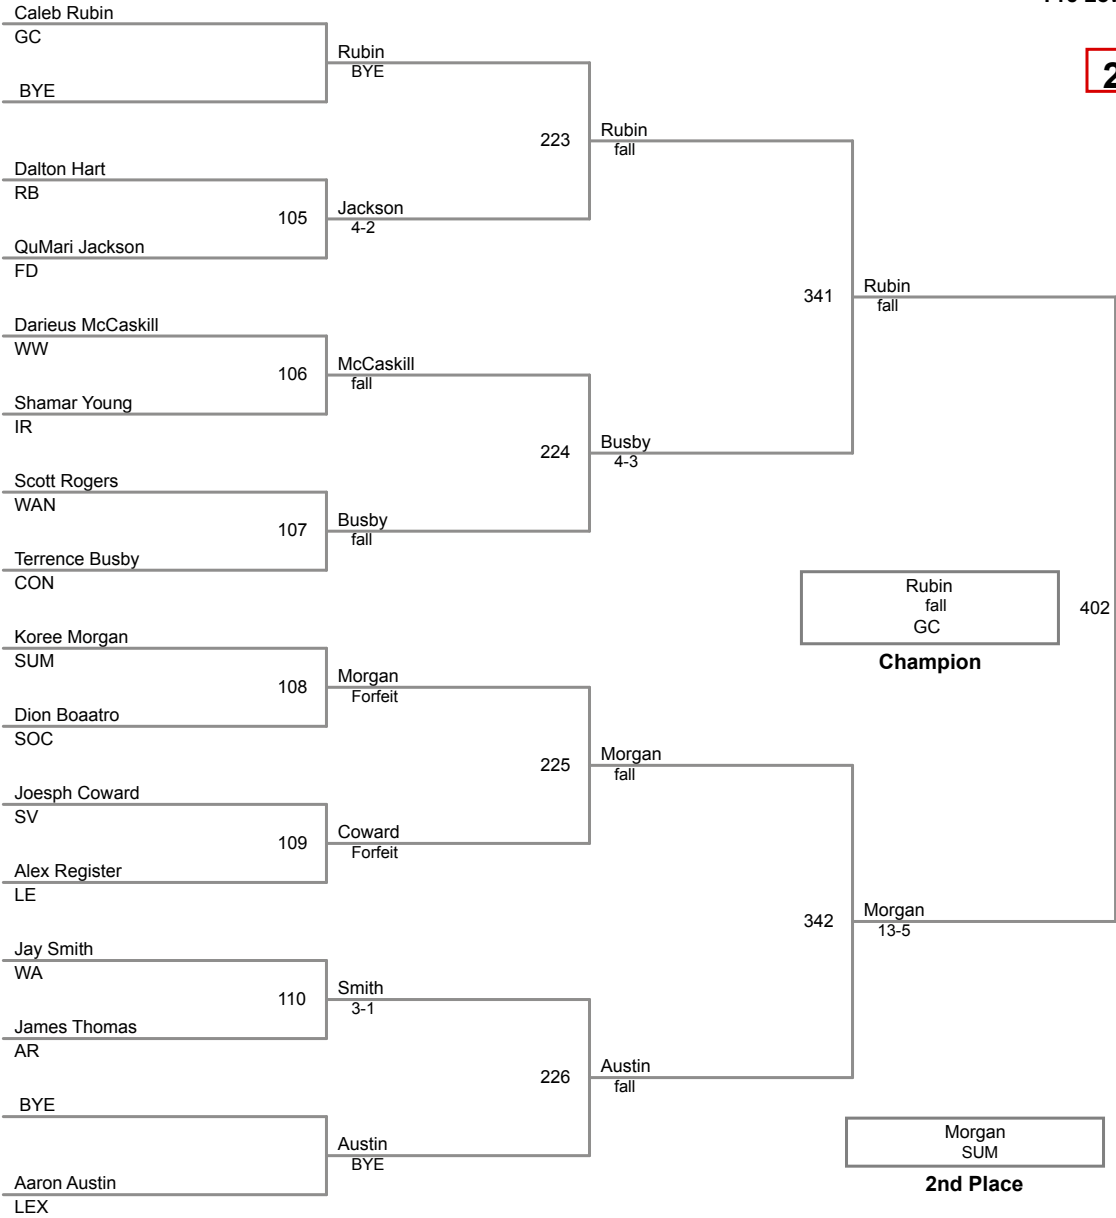 Caleb Rubin
GC
BYE
Rubin
BYE
Dalton Hart
RB
105
QuMari Jackson
FD
Jackson
4-2
223
Rubin
fall
Darieus McCaskill
WW
106
Shamar Young
IR
McCaskill
fall
Scott Rogers
WAN
107
Terrence Busby
CON
Busby
fall
224
Busby
4-3
341
Rubin
fall
Koree Morgan
SUM
108
Dion Boaatro
SOC
Morgan
Forfeit
Joesph Coward
SV
109
Alex Register
LE
Coward
Forfeit
225
Morgan
fall
Jay Smith
WA
110
James Thomas
AR
Smith
3-1
BYE
Aaron Austin
LEX
Austin
BYE
226
Austin
fall
342
Morgan
13-5
402
Rubin
fall
GC
Champion
Morgan
SUM
2nd Place
2